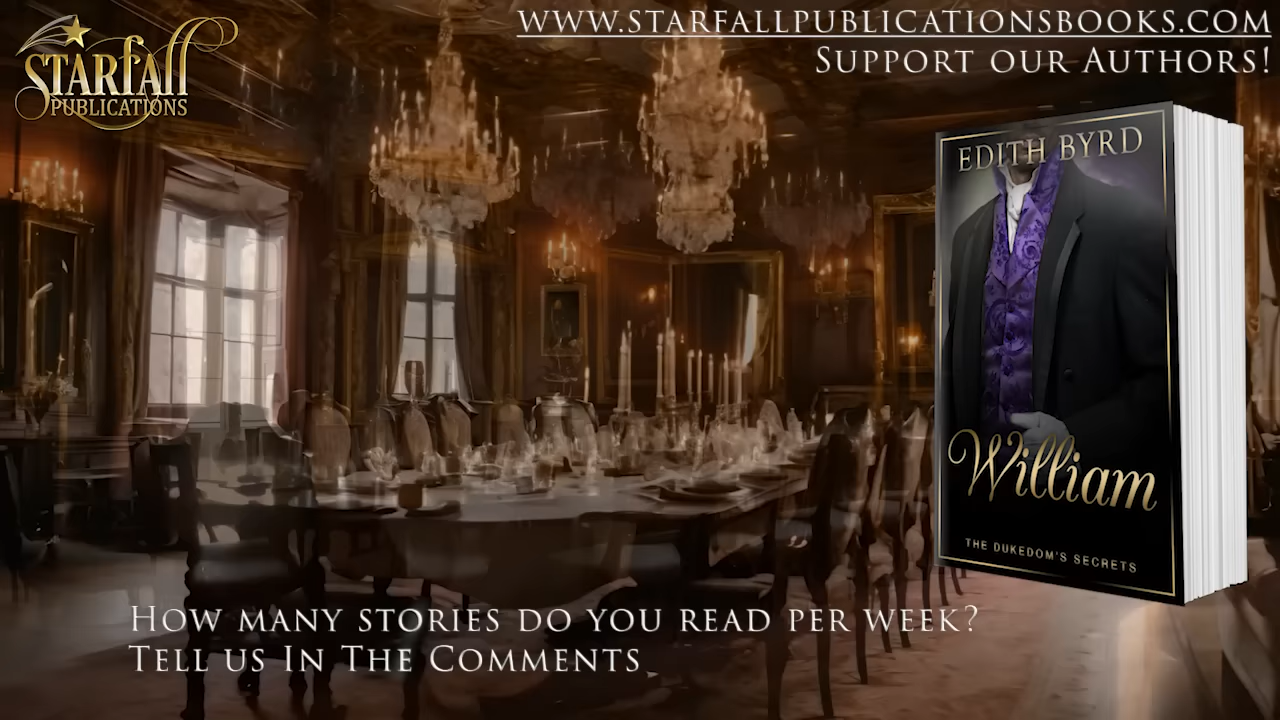 STARfall
PUBLICATIONS
www.starfallpublicationsbooks.com
Support our Authors!
EDITH BYRD
William
THE DUKEDOM'S SECRETS
How many stories do you read per week?
Tell us In The Comments